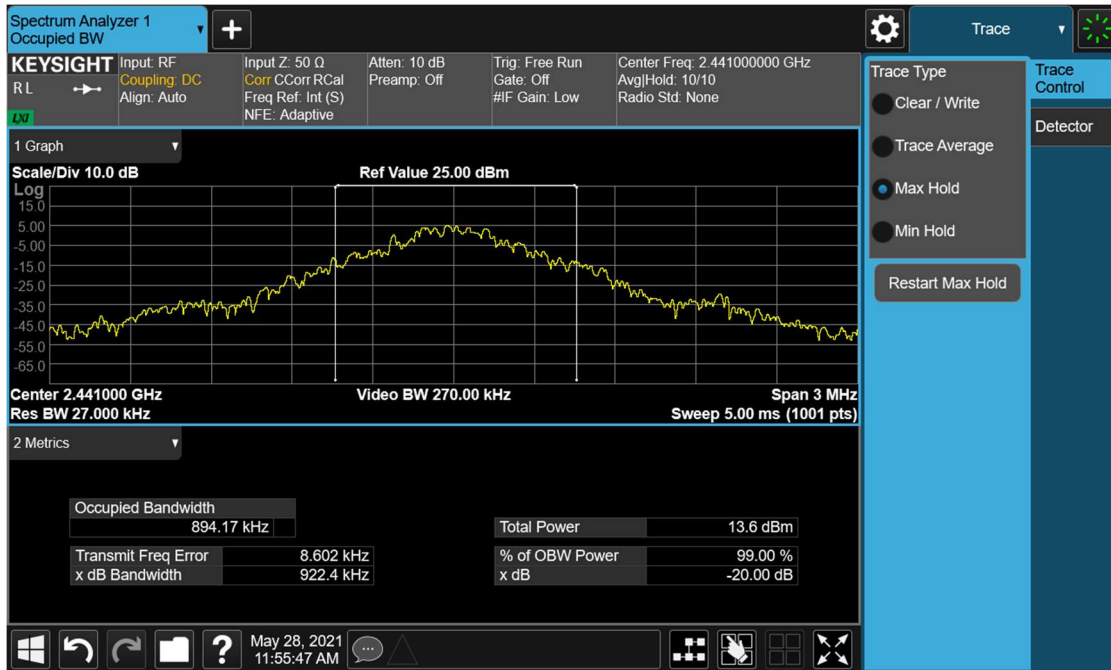 Spectrum Analyzer 1
Occupied BW
Trace
KEYSIGHT
RL
LXI
Input: RF
Coupling: DC
Align: Auto
Input Z: 50 Ω
Corr CCorr RCal
Freq Ref: Int (S)
NFE: Adaptive
Atten: 10 dB
Preamp: Off
Trig: Free Run
Gate: Off
#IF Gain: Low
Center Freq: 2.441000000 GHz
Avg|Hold: 10/10
Radio Std: None
Trace Type
Clear / Write
Trace Average
Max Hold
Min Hold
Restart Max Hold
Trace
Control
Detector
1 Graph
Scale/Div 10.0 dB
Ref Value 25.00 dBm
Log
15.0
5.00
-5.00
-15.0
-25.0
-35.0
-45.0
-55.0
-65.0
Center 2.441000 GHz
Video BW 270.00 kHz
Span 3 MHz
Res BW 27.000 kHz
Sweep 5.00 ms (1001 pts)
2 Metrics
Occupied Bandwidth
894.17 kHz
Total Power 13.6 dBm
Transmit Freq Error 8.602 kHz
% of OBW Power 99.00 %
x dB Bandwidth 922.4 kHz
x dB -20.00 dB
?
May 28, 2021
11:55:47 AM